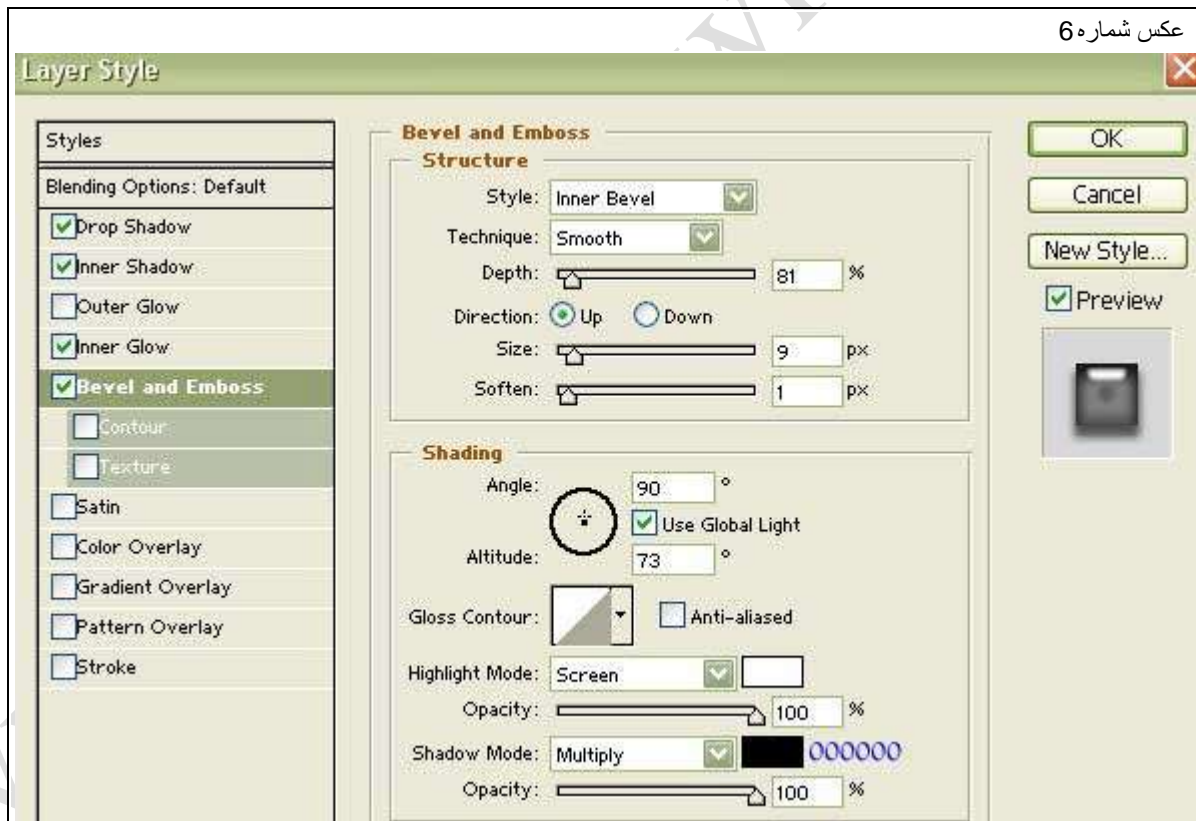 عکس شماره 6
Layer Style
Styles
Blending Options: Default
Drop Shadow
Inner Shadow
Outer Glow
Inner Glow
Bevel and Emboss
Contour
Texture
Satin
Color Overlay
Gradient Overlay
Pattern Overlay
Stroke
Bevel and Emboss
Structure
Style: Inner Bevel
Technique: Smooth
Depth: 81 %
Direction: Up Down
Size: 9 px
Soften: 1 px
Shading
Angle: 90 °
Use Global Light
Altitude: 73 °
Gloss Contour: Anti-aliased
Highlight Mode: Screen
Opacity: 100 %
Shadow Mode: Multiply 000000
Opacity: 100 %
OK
Cancel
New Style...
Preview